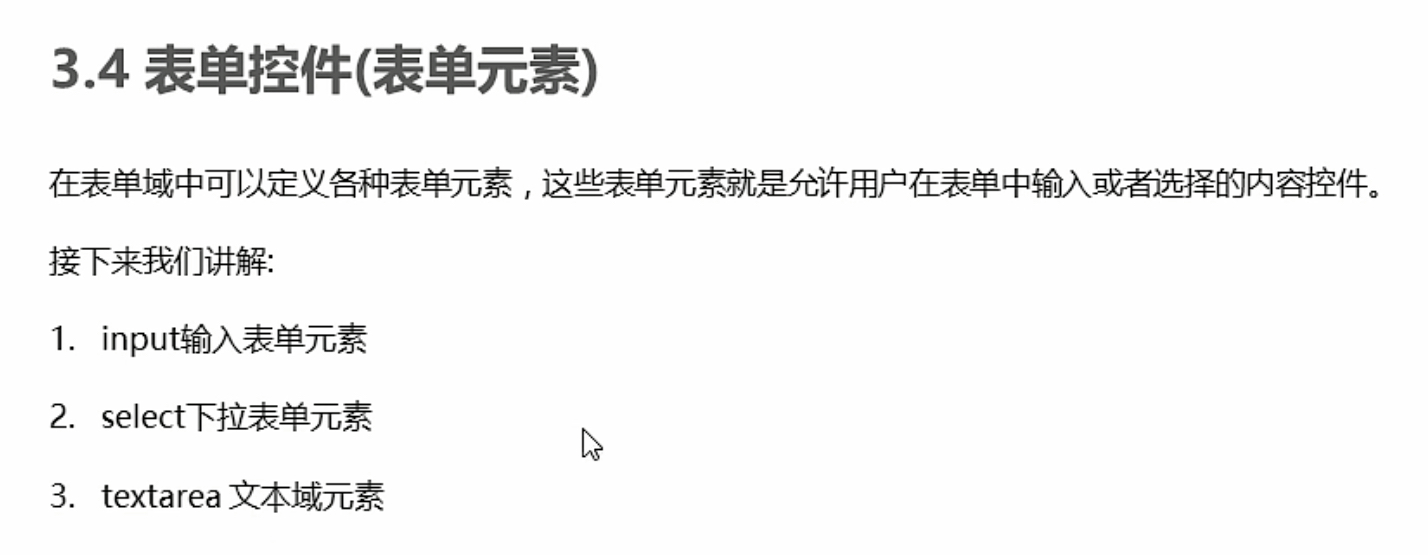 3.4 表单控件(表单元素)
在表单域中可以定义各种表单元素，这些表单元素就是允许用户在表单中输入或者选择的内容控件。
接下来我们讲解:
1. input输入表单元素
2. select下拉表单元素
3. textarea 文本域元素